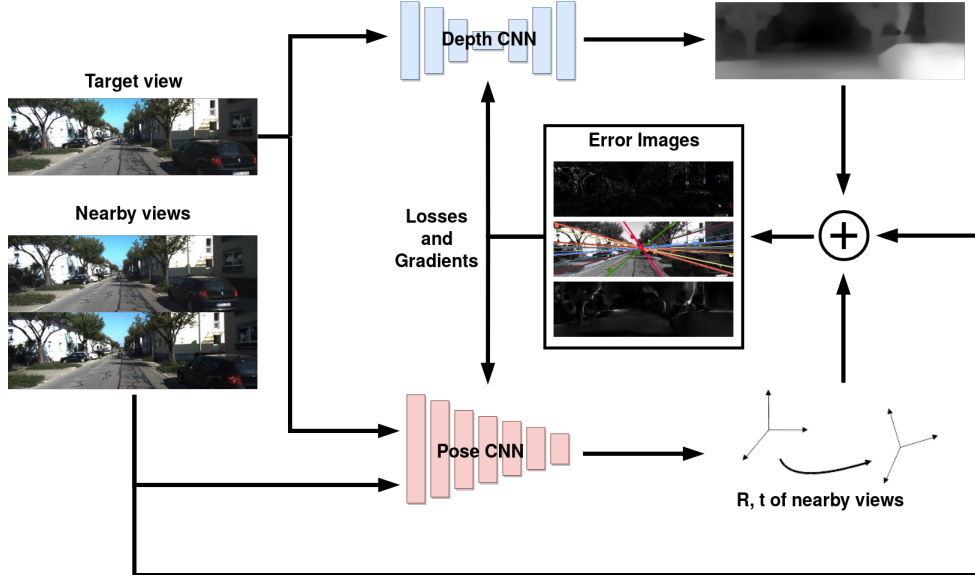 Target view
Nearby views
Depth CNN
Error Images
Losses
and
Gradients
Pose CNN
R, t of nearby views